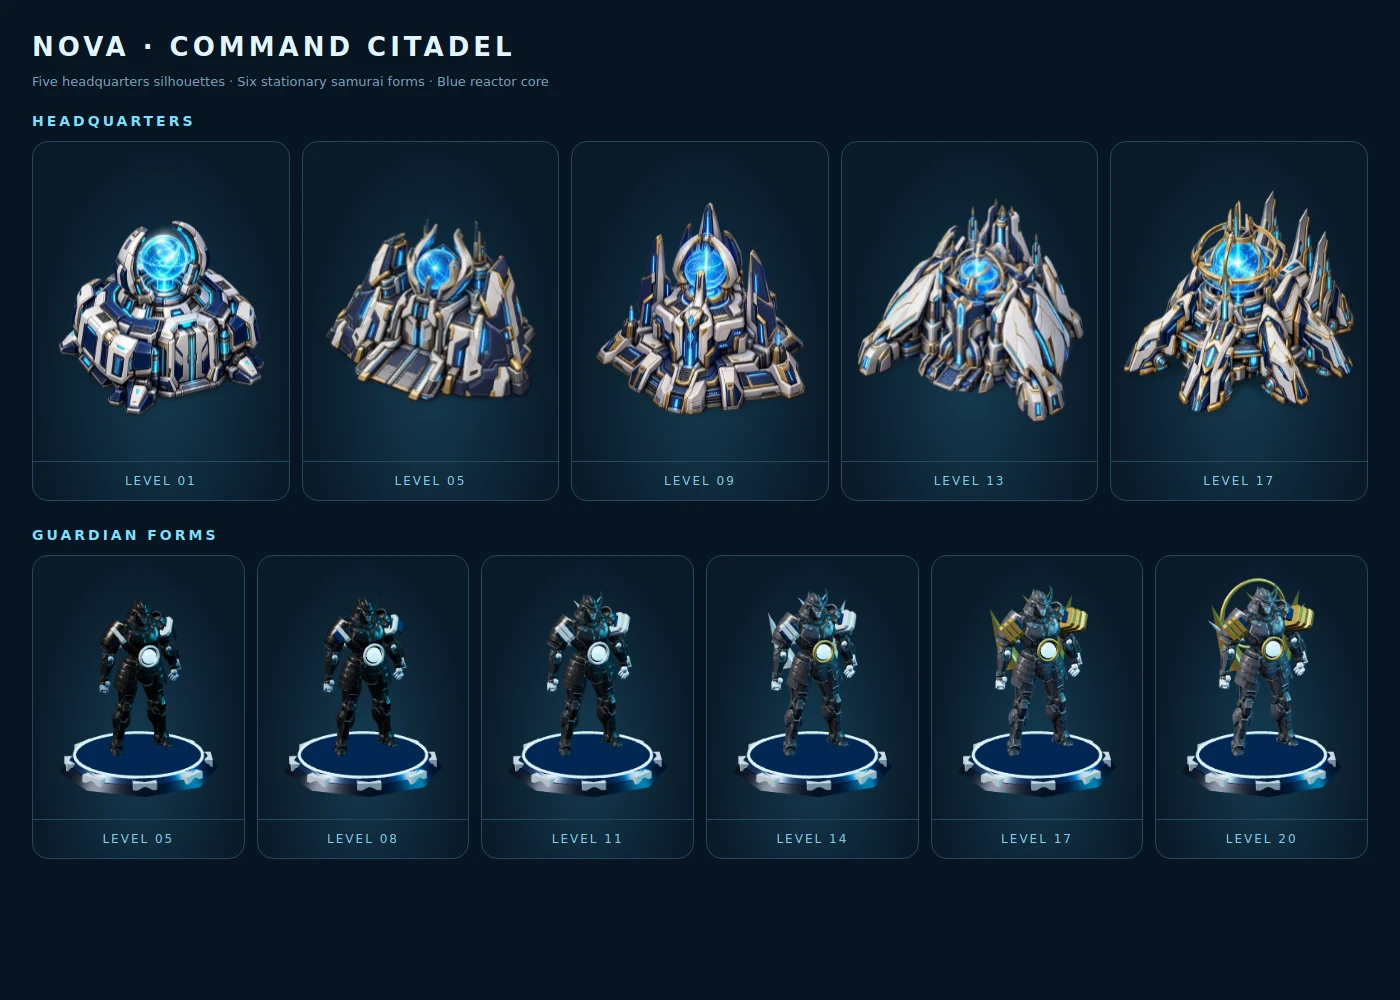 NOVA · COMMAND CITADEL
Five headquarters silhouettes · Six stationary samurai forms · Blue reactor core
HEADQUARTERS
LEVEL 01
LEVEL 05
LEVEL 09
LEVEL 13
LEVEL 17
GUARDIAN FORMS
LEVEL 05
LEVEL 08
LEVEL 11
LEVEL 14
LEVEL 17
LEVEL 20